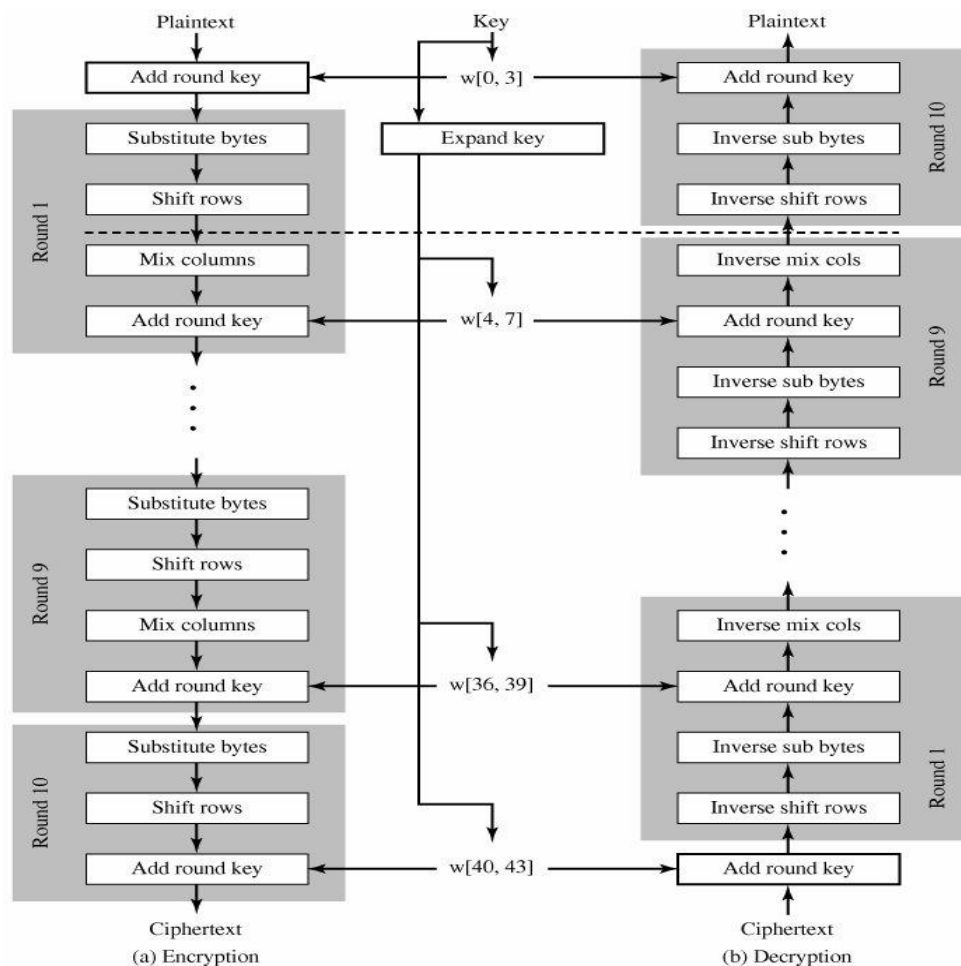 Plaintext
Add round key
Substitute bytes
Shift rows
Mix columns
Add round key
Round 1
Substitute bytes
Shift rows
Mix columns
Add round key
Round 9
Substitute bytes
Shift rows
Add round key
Round 10
Ciphertext
(a) Encryption
Key
w[0, 3]
Expand key
w[4, 7]
w[36, 39]
w[40, 43]
Plaintext
Add round key
Inverse sub bytes
Inverse shift rows
Round 10
Inverse mix cols
Add round key
Inverse sub bytes
Inverse shift rows
Round 9
Inverse mix cols
Add round key
Inverse sub bytes
Inverse shift rows
Round 1
Add round key
Ciphertext
(b) Decryption